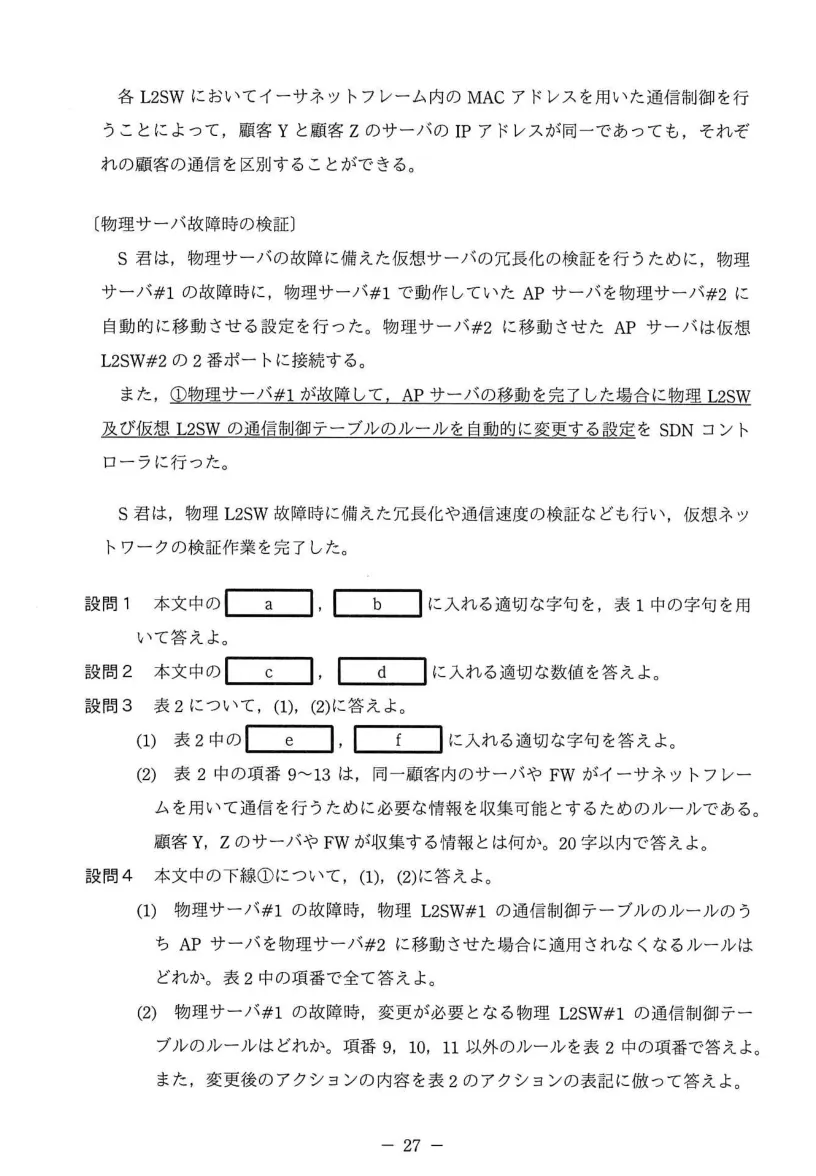 各 L2SW においてイーサネットフレーム内の MAC アドレスを用いた通信制御を行
うことによって，顧客 Y と顧客 Z のサーバの IP アドレスが同一であっても，それぞ
れの顧客の通信を区別することができる。
〔物理サーバ故障時の検証〕
S 君は，物理サーバの故障に備えた仮想サーバの冗長化の検証を行うために，物理
サーバ#1 の故障時に，物理サーバ#1 で動作していた AP サーバを物理サーバ#2 に
自動的に移動させる設定を行った。物理サーバ#2 に移動させた AP サーバは仮想
L2SW#2 の 2 番ポートに接続する。
また，①物理サーバ#1 が故障して，AP サーバの移動を完了した場合に物理 L2SW
及び仮想 L2SW の通信制御テーブルのルールを自動的に変更する設定を SDN コント
ローラに行った。
S 君は，物理 L2SW 故障時に備えた冗長化や通信速度の検証なども行い，仮想ネッ
トワークの検証作業を完了した。
設問1 本文中の a ， b に入れる適切な字句を，表 1 中の字句を用
いて答えよ。
設問2 本文中の c ， d に入れる適切な数値を答えよ。
設問3 表 2 について，(1)，(2)に答えよ。
(1) 表 2 中の e ， f に入れる適切な字句を答えよ。
(2) 表 2 中の項番 9～13 は，同一顧客内のサーバや FW がイーサネットフレー
ムを用いて通信を行うために必要な情報を収集可能とするためのルールである。
顧客 Y，Z のサーバや FW が収集する情報とは何か。20 字以内で答えよ。
設問4 本文中の下線①について，(1)，(2)に答えよ。
(1) 物理サーバ#1 の故障時，物理 L2SW#1 の通信制御テーブルのルールのう
ち AP サーバを物理サーバ#2 に移動させた場合に適用されなくなるルールは
どれか。表 2 中の項番で全て答えよ。
(2) 物理サーバ#1 の故障時，変更が必要となる物理 L2SW#1 の通信制御テー
ブルのルールはどれか。項番 9，10，11 以外のルールを表 2 中の項番で答えよ。
また，変更後のアクションの内容を表 2 のアクションの表記に倣って答えよ。
－ 27 －